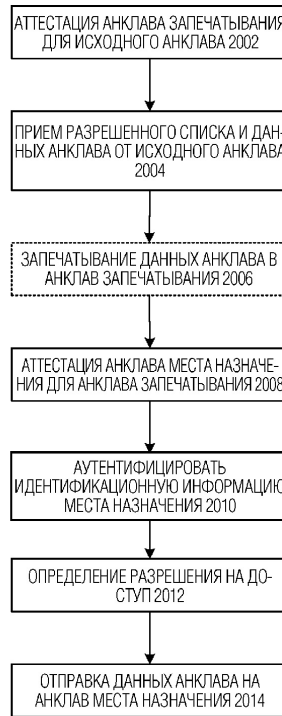 АТТЕСТАЦИЯ АНКЛАВА ЗАПЕЧАТЫВАНИЯ
ДЛЯ ИСХОДНОГО АНКЛАВА 2002
ПРИЕМ РАЗРЕШЕННОГО СПИСКА И ДАН-
НЫХ АНКЛАВА ОТ ИСХОДНОГО АНКЛАВА
2004
ЗАПЕЧАТЫВАНИЕ ДАННЫХ АНКЛАВА В
АНКЛАВ ЗАПЕЧАТЫВАНИЯ 2006
АТТЕСТАЦИЯ АНКЛАВА МЕСТА НАЗНАЧЕ-
НИЯ ДЛЯ АНКЛАВА ЗАПЕЧАТЫВАНИЯ 2008
АУТЕНТИФИЦИРОВАТЬ
ИДЕНТИФИКАЦИОННУЮ ИНФОРМАЦИЮ
МЕСТА НАЗНАЧЕНИЯ 2010
ОПРЕДЕЛЕНИЕ РАЗРЕШЕНИЯ НА ДО-
СТУП 2012
ОТПРАВКА ДАННЫХ АНКЛАВА НА
АНКЛАВ МЕСТА НАЗНАЧЕНИЯ 2014